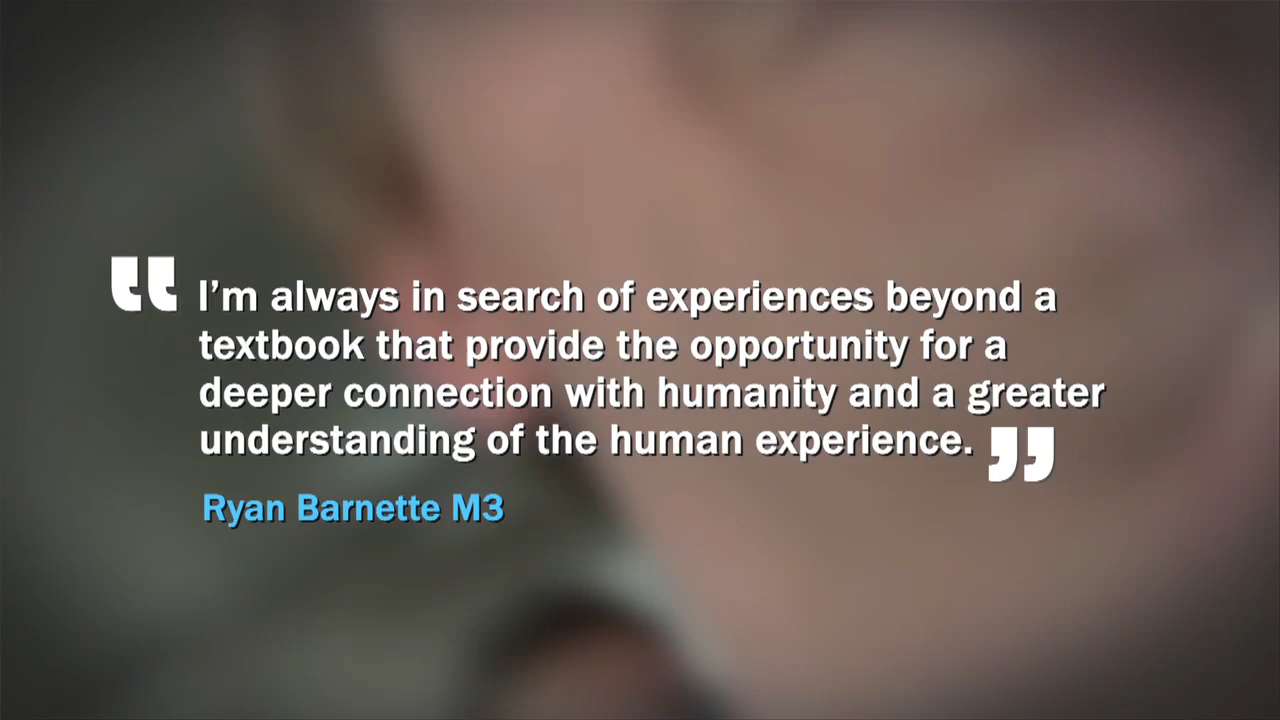 “I’m always in search of experiences beyond a
textbook that provide the opportunity for a
deeper connection with humanity and a greater
understanding of the human experience.”
Ryan Barnette M3